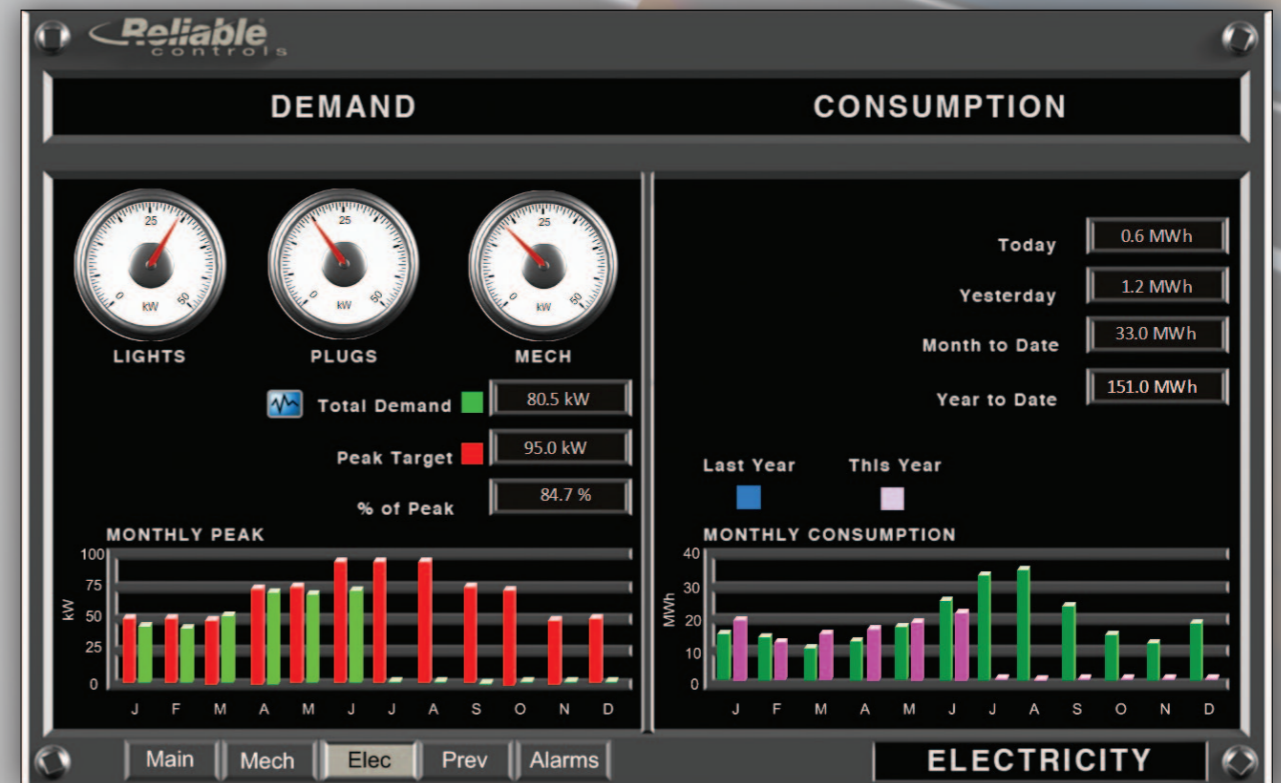 Reliable
controls
DEMAND
CONSUMPTION
25
0
50
kW
LIGHTS
25
0
50
kW
PLUGS
25
0
50
kW
MECH
Total Demand 80.5 kW
Peak Target 95.0 kW
% of Peak 84.7 %
MONTHLY PEAK
kW
100
75
50
25
0
J F M A M J J A S O N D
Today 0.6 MWh
Yesterday 1.2 MWh
Month to Date 33.0 MWh
Year to Date 151.0 MWh
Last Year This Year
MONTHLY CONSUMPTION
MWh
40
30
20
10
0
J F M A M J J A S O N D
Main Mech Elec Prev Alarms
ELECTRICITY